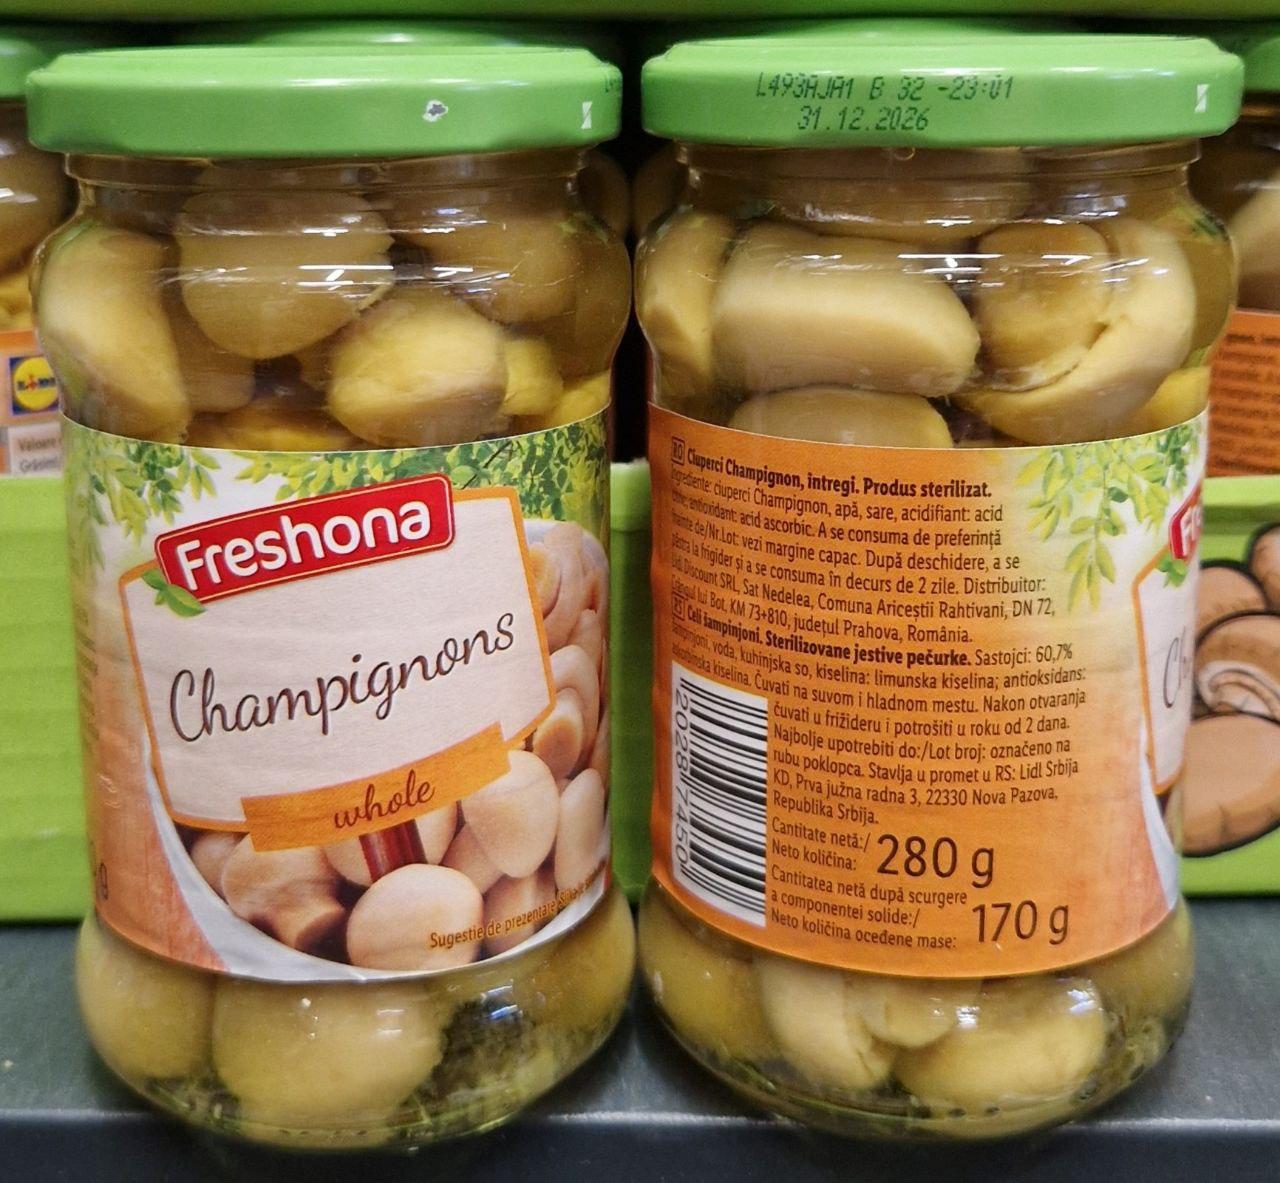 Freshona
Champignons
whole
Sugestie de prezentare
L493AJA1 B 32 -23:01
31.12.2026
RO Ciuperci Champignon, întregi. Produs sterilizat.
Ingrediente: ciuperci Champignon, apă, sare, acidifiant: acid
citric, antioxidant: acid ascorbic. A se consuma de preferință
înainte de/Nr.Lot: vezi margine capac. După deschidere, a se
păstra la frigider și a se consuma în decurs de 2 zile. Distribuitor:
Lidl Discount SRL, Sat Nedelea, Comuna Ariceștii Rahtivani, DN 72,
Crângul lui Bot, KM 73+810, județul Prahova, România.
RS Celi šampinjoni. Sterilizovane jestive pečurke. Sastojci: 60,7%
šampinjoni, voda, kuhinjska so, kiselina: limunska kiselina; antioksidans:
askorbinska kiselina. Čuvati na suvom i hladnom mestu. Nakon otvaranja
čuvati u frižideru i potrošiti u roku od 2 dana.
Najbolje upotrebiti do:/Lot broj: označeno na
rubu poklopca. Stavlja u promet u RS: Lidl Srbija
KD, Prva južna radna 3, 22330 Nova Pazova,
Republika Srbija.
Cantitate netă:/
Neto količina: 280 g
Cantitatea netă după scurgere
a componentei solide:/
Neto količina oceđene mase: 170 g
20287450
LIDL